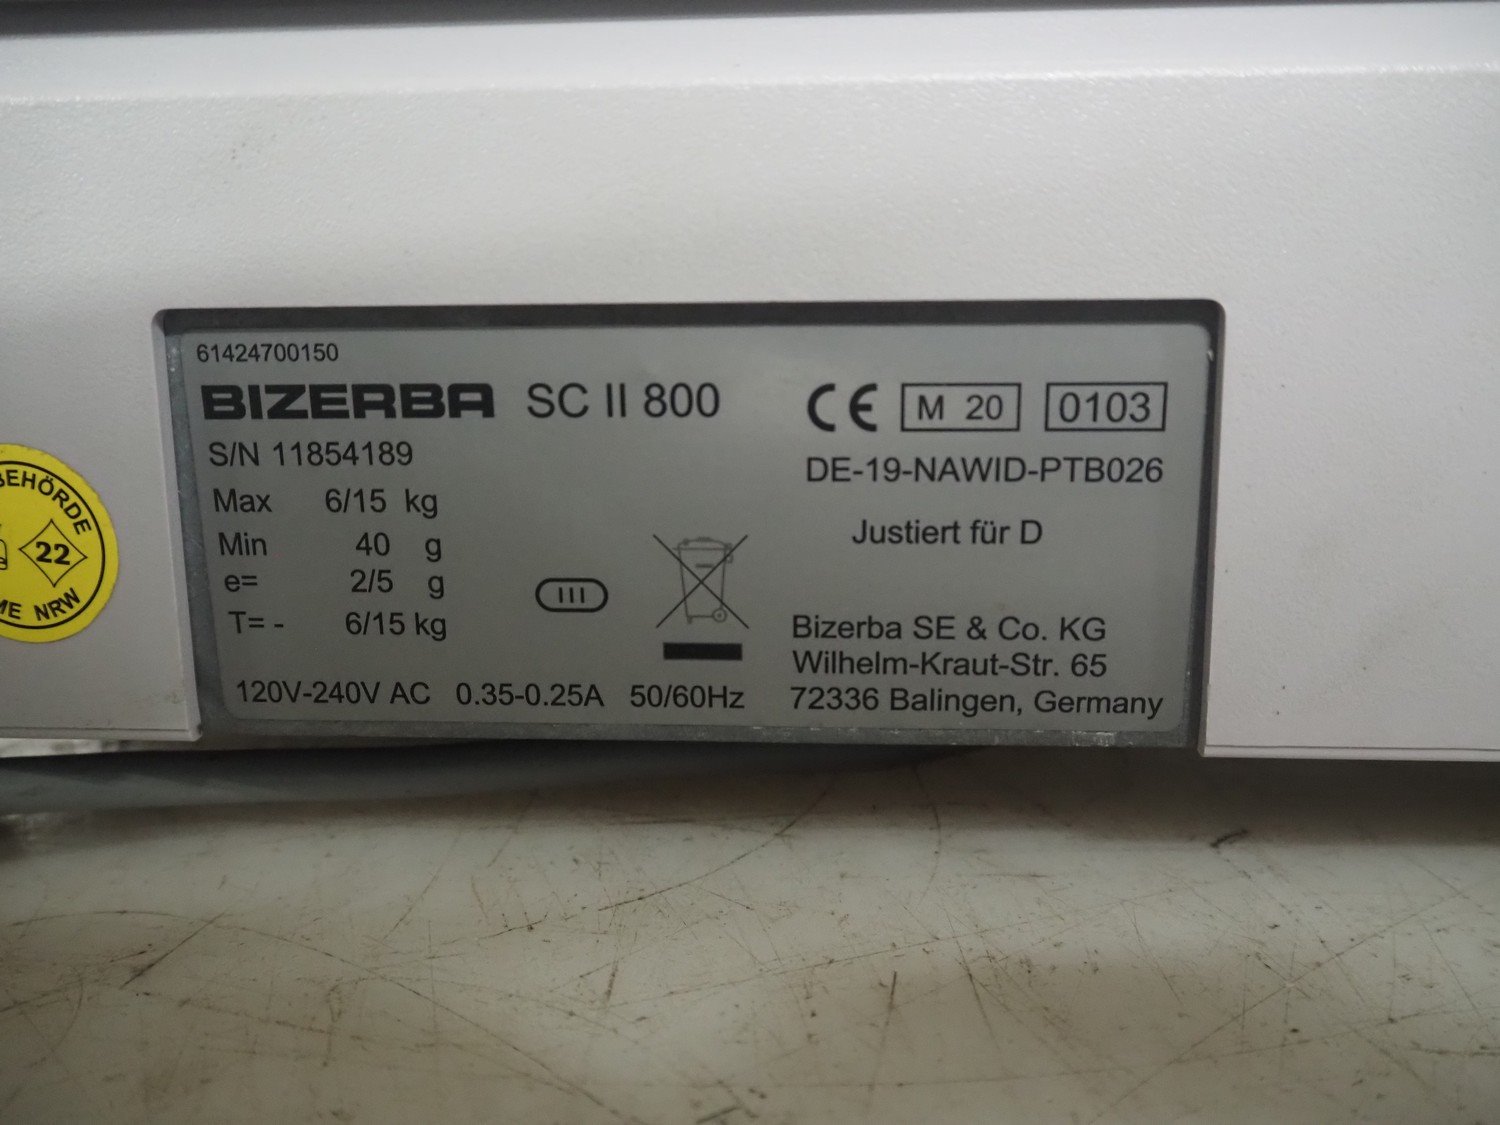 61424700150
BIZERBA SC II 800
S/N 11854189
Max 6/15 kg
Min 40 g
e= 2/5 g
T= - 6/15 kg
120V-240V AC 0.35-0.25A 50/60Hz
III
CE M 20 0103
DE-19-NAWID-PTB026
Justiert für D
Bizerba SE & Co. KG
Wilhelm-Kraut-Str. 65
72336 Balingen, Germany
22
NRW